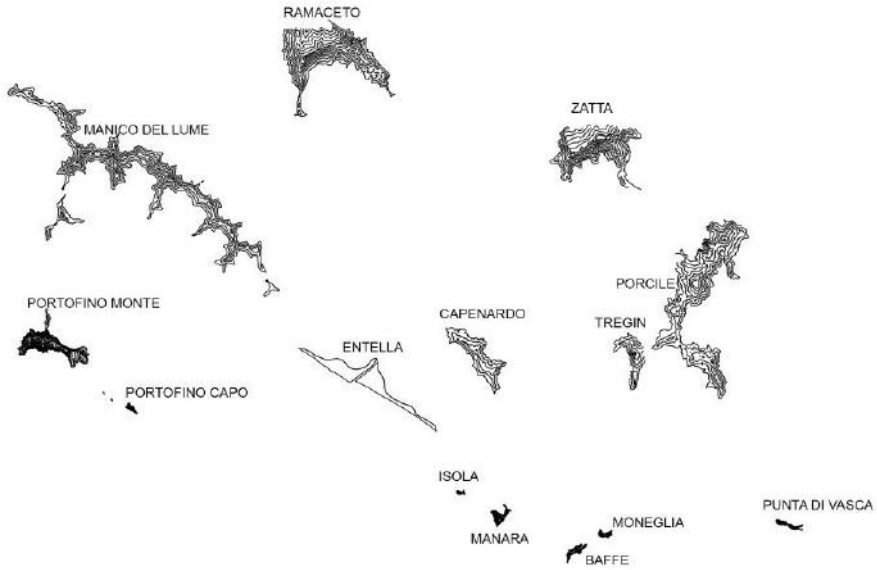 RAMACETO
ZATTA
MANICO DEL LUME
PORCILE
PORTOFINO MONTE
CAPENARDO
TREGIN
ENTELLA
PORTOFINO CAPO
ISOLA
PUNTA DI VASCA
MONEGLIA
MANARA
BAFFE